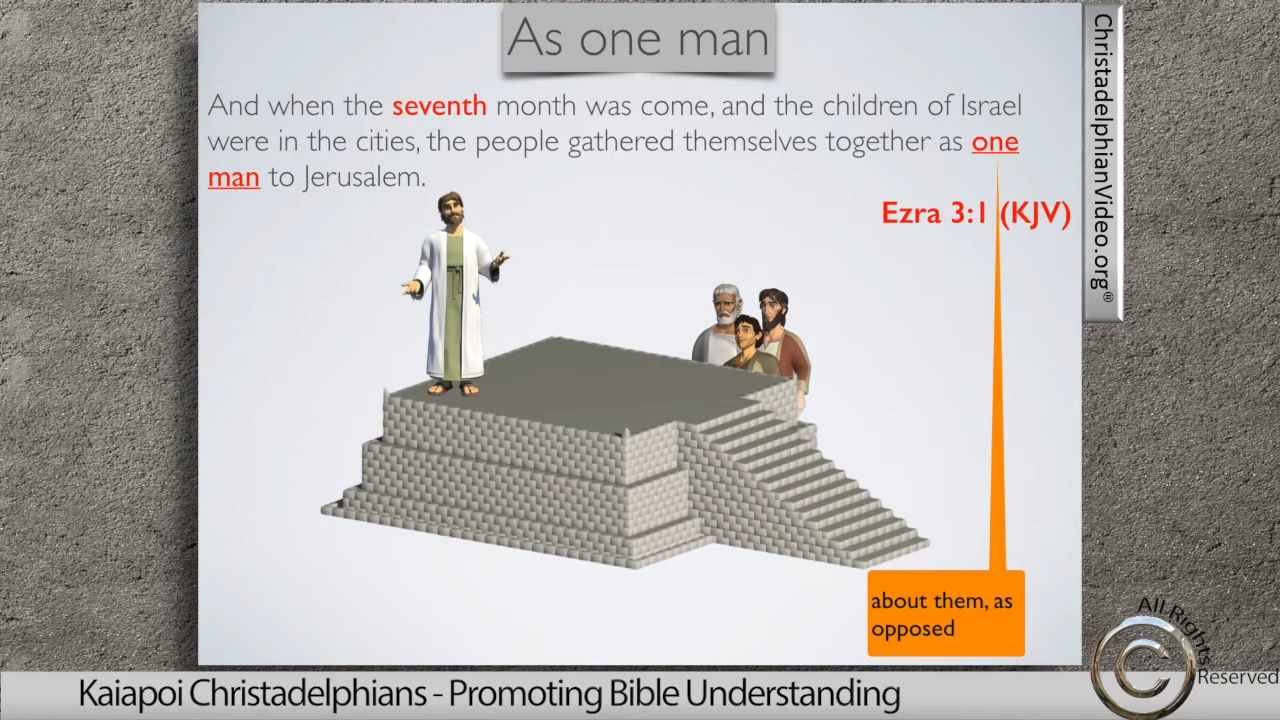 As one man
And when the seventh month was come, and the children of Israel
were in the cities, the people gathered themselves together as one
man to Jerusalem.
Ezra 3:1 (KJV)
about them, as
opposed
ChristadelphianVideo.org®
All Rights
Reserved
Kaiapoi Christadelphians - Promoting Bible Understanding